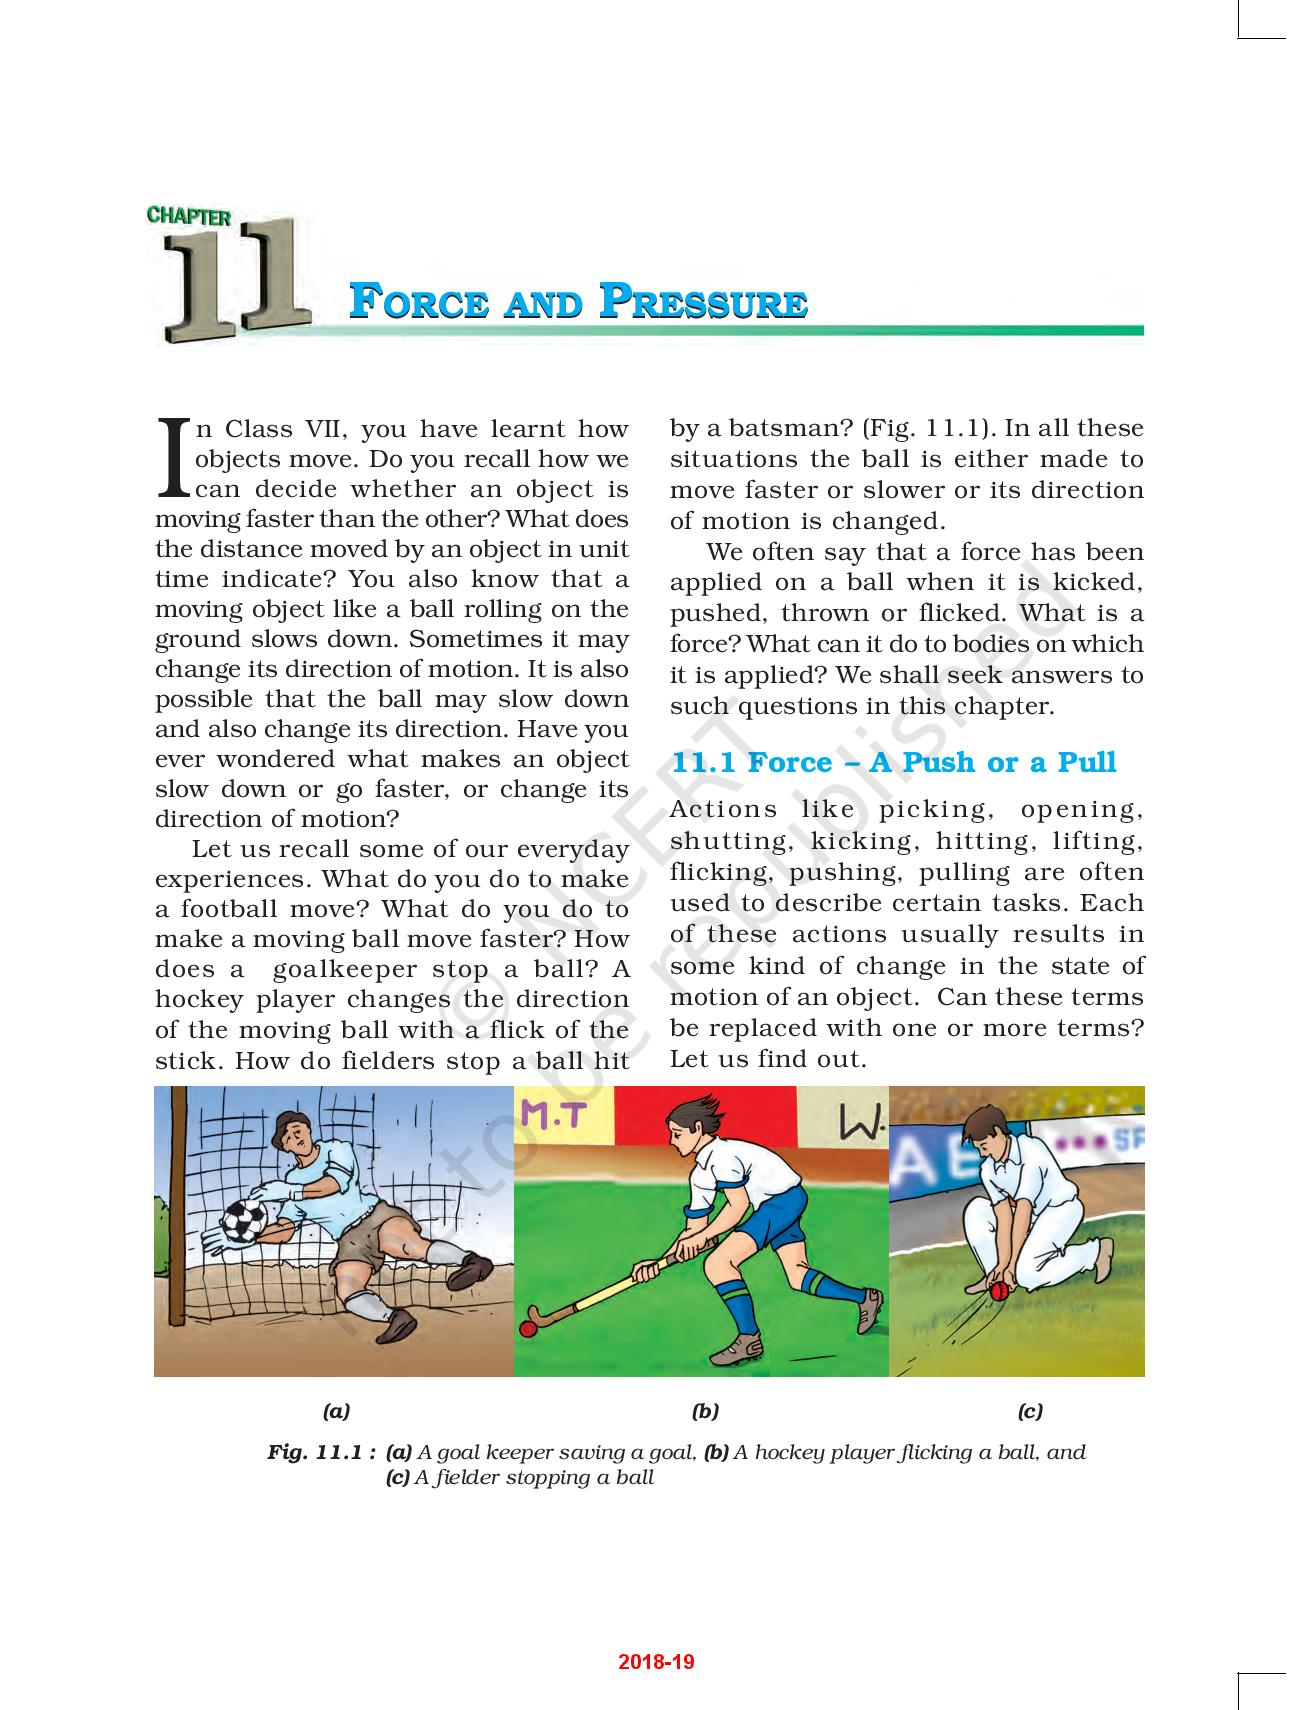 CHAPTER
11
FORCE AND PRESSURE
In Class VII, you have learnt how
objects move. Do you recall how we
can decide whether an object is
moving faster than the other? What does
the distance moved by an object in unit
time indicate? You also know that a
moving object like a ball rolling on the
ground slows down. Sometimes it may
change its direction of motion. It is also
possible that the ball may slow down
and also change its direction. Have you
ever wondered what makes an object
slow down or go faster, or change its
direction of motion?
Let us recall some of our everyday
experiences. What do you do to make
a football move? What do you do to
make a moving ball move faster? How
does a goalkeeper stop a ball? A
hockey player changes the direction
of the moving ball with a flick of the
stick. How do fielders stop a ball hit
by a batsman? (Fig. 11.1). In all these
situations the ball is either made to
move faster or slower or its direction
of motion is changed.
We often say that a force has been
applied on a ball when it is kicked,
pushed, thrown or flicked. What is a
force? What can it do to bodies on which
it is applied? We shall seek answers to
such questions in this chapter.
11.1 Force – A Push or a Pull
Actions like picking, opening,
shutting, kicking, hitting, lifting,
flicking, pushing, pulling are often
used to describe certain tasks. Each
of these actions usually results in
some kind of change in the state of
motion of an object. Can these terms
be replaced with one or more terms?
Let us find out.
© NCERT
not to be republished
M.T
W.
AE
SP
(a)
(b)
(c)
Fig. 11.1 : (a) A goal keeper saving a goal, (b) A hockey player flicking a ball, and
(c) A fielder stopping a ball
2018-19